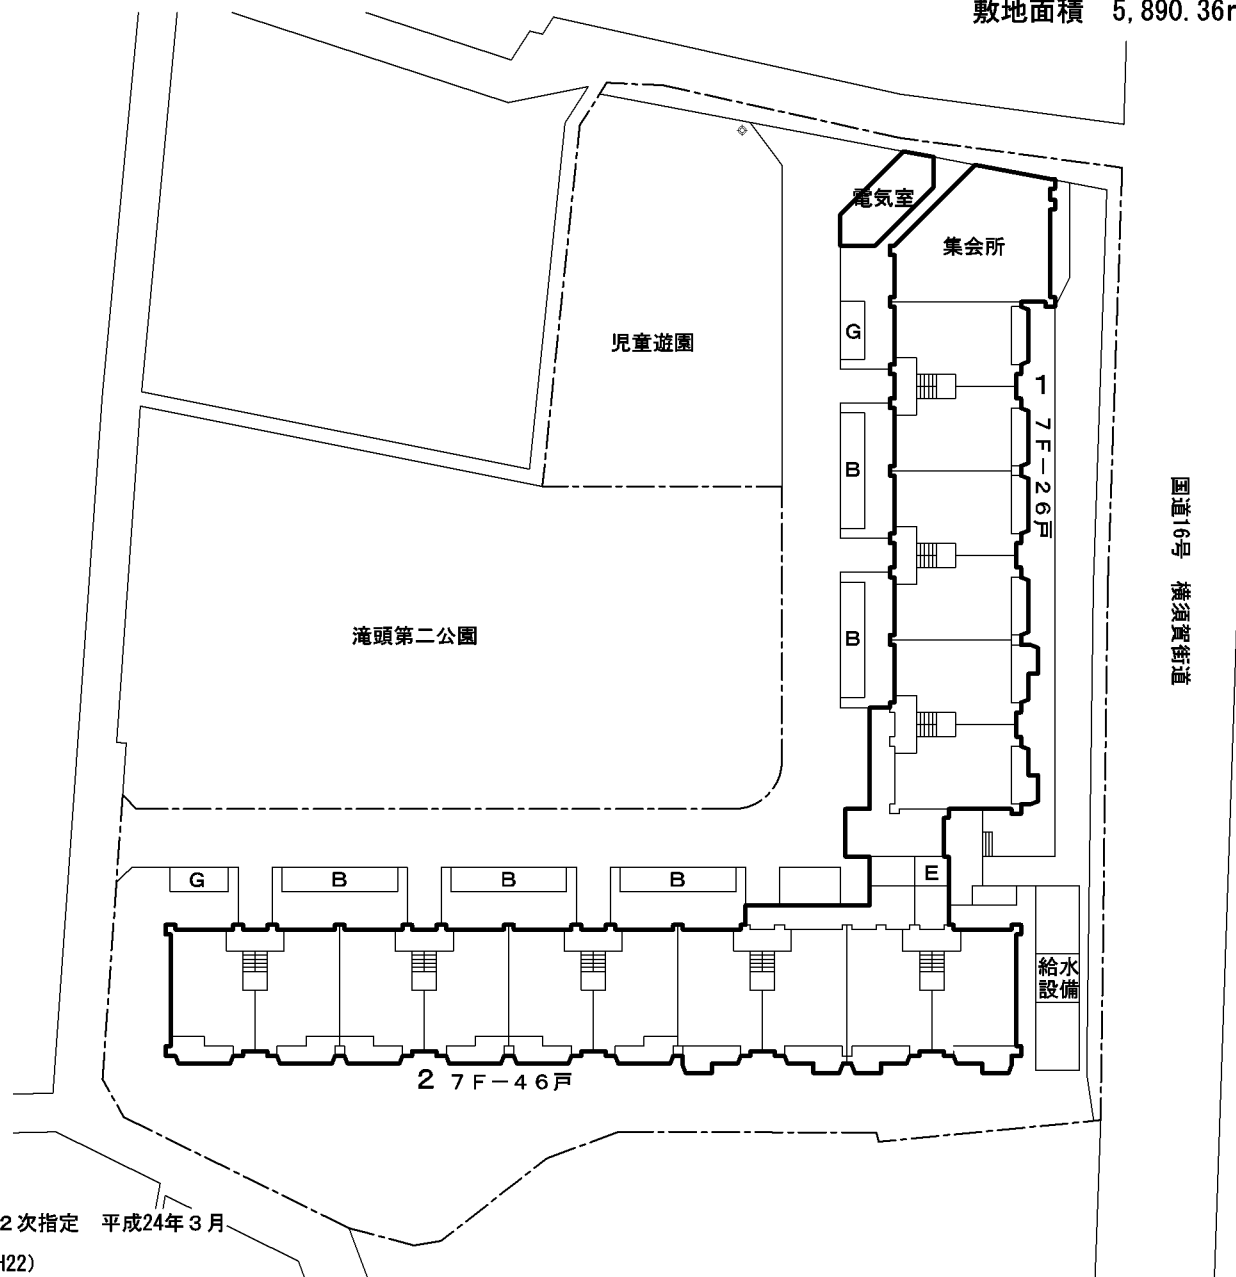 敷地面積　5,890.36㎡
電気室
集会所
児童遊園
G
1
7F－26戸
B
国道16号　横須賀街道
B
滝頭第二公園
G
B
B
B
E
給水
設備
2 7F－46戸
2次指定　平成24年3月
H22)